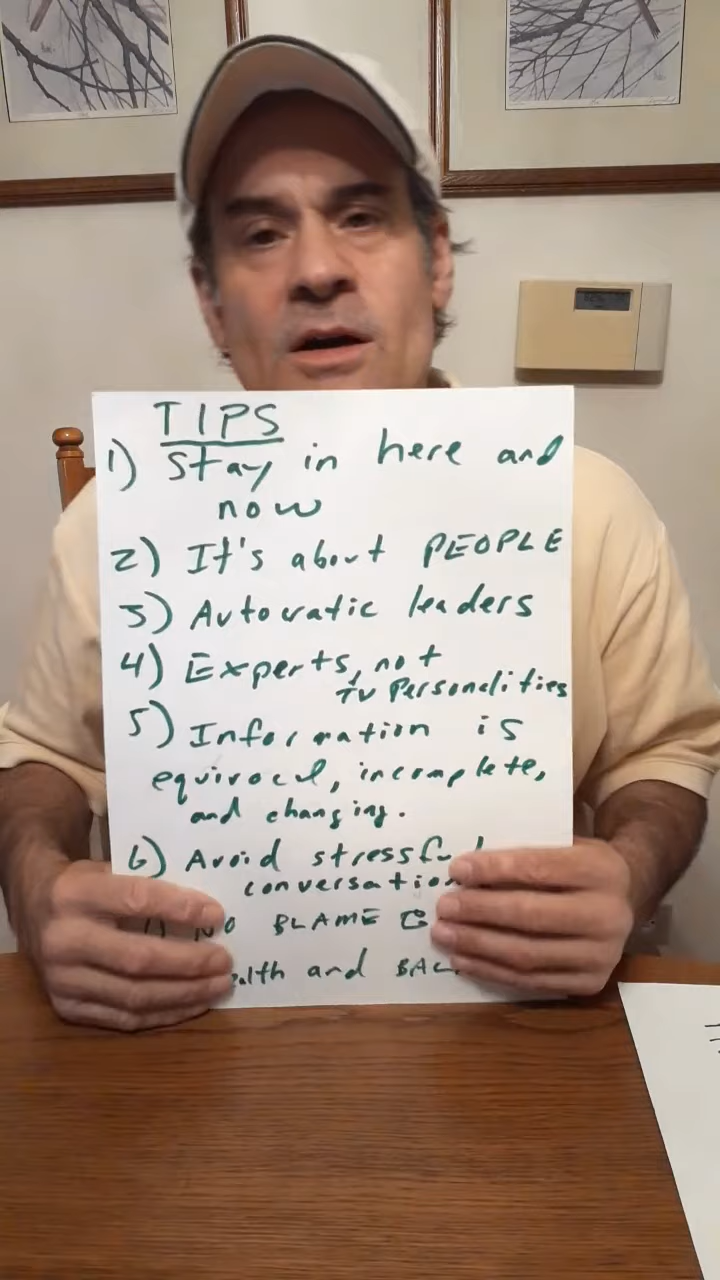 TIPS
1) Stay in here and
now
2) It's about PEOPLE
3) Autocratic leaders
4) Experts, not
TV Personalities
5) Information is
equivocal, incomplete,
and changing.
6) Avoid stressful
conversation
NO BLAME
and